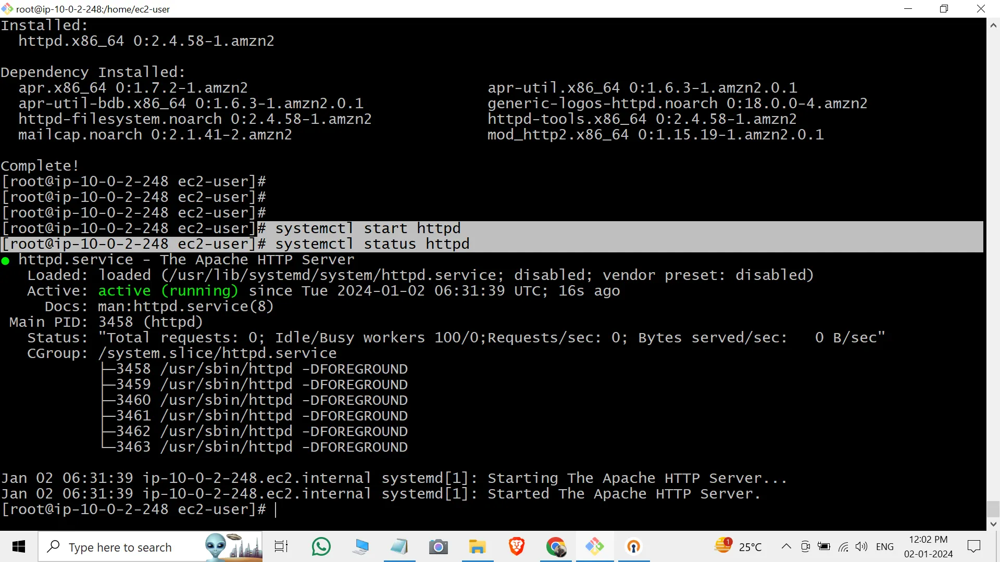 root@ip-10-0-2-248:/home/ec2-user
Installed:
  httpd.x86_64 0:2.4.58-1.amzn2

Dependency Installed:
  apr.x86_64 0:1.7.2-1.amzn2                           apr-util.x86_64 0:1.6.3-1.amzn2.0.1
  apr-util-bdb.x86_64 0:1.6.3-1.amzn2.0.1              generic-logos-httpd.noarch 0:18.0.0-4.amzn2
  httpd-filesystem.noarch 0:2.4.58-1.amzn2             httpd-tools.x86_64 0:2.4.58-1.amzn2
  mailcap.noarch 0:2.1.41-2.amzn2                      mod_http2.x86_64 0:1.15.19-1.amzn2.0.1

Complete!
[root@ip-10-0-2-248 ec2-user]#
[root@ip-10-0-2-248 ec2-user]#
[root@ip-10-0-2-248 ec2-user]#
[root@ip-10-0-2-248 ec2-user]# systemctl start httpd
[root@ip-10-0-2-248 ec2-user]# systemctl status httpd
● httpd.service - The Apache HTTP Server
   Loaded: loaded (/usr/lib/systemd/system/httpd.service; disabled; vendor preset: disabled)
   Active: active (running) since Tue 2024-01-02 06:31:39 UTC; 16s ago
     Docs: man:httpd.service(8)
 Main PID: 3458 (httpd)
   Status: "Total requests: 0; Idle/Busy workers 100/0;Requests/sec: 0; Bytes served/sec:   0 B/sec"
   CGroup: /system.slice/httpd.service
           ├─3458 /usr/sbin/httpd -DFOREGROUND
           ├─3459 /usr/sbin/httpd -DFOREGROUND
           ├─3460 /usr/sbin/httpd -DFOREGROUND
           ├─3461 /usr/sbin/httpd -DFOREGROUND
           ├─3462 /usr/sbin/httpd -DFOREGROUND
           └─3463 /usr/sbin/httpd -DFOREGROUND

Jan 02 06:31:39 ip-10-0-2-248.ec2.internal systemd[1]: Starting The Apache HTTP Server...
Jan 02 06:31:39 ip-10-0-2-248.ec2.internal systemd[1]: Started The Apache HTTP Server.
[root@ip-10-0-2-248 ec2-user]#
Type here to search
1
25°C
ENG
12:02 PM
02-01-2024